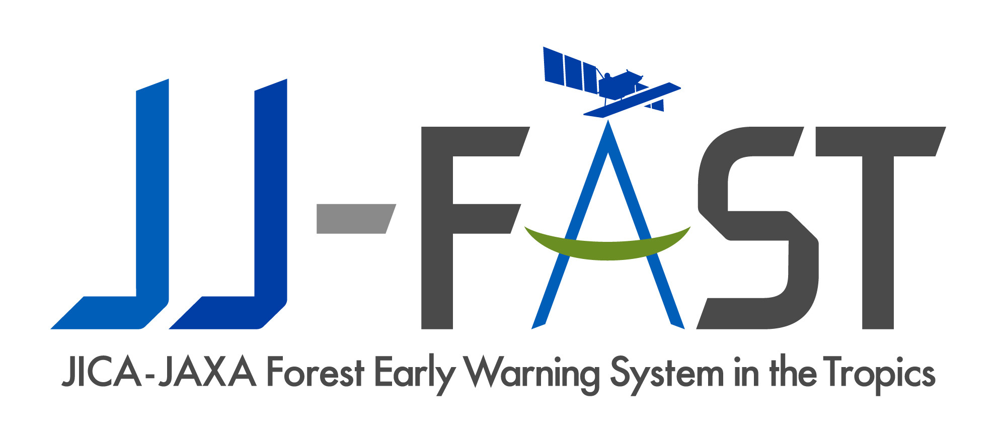 JJ-FAST
JICA-JAXA Forest Early Warning System in the Tropics